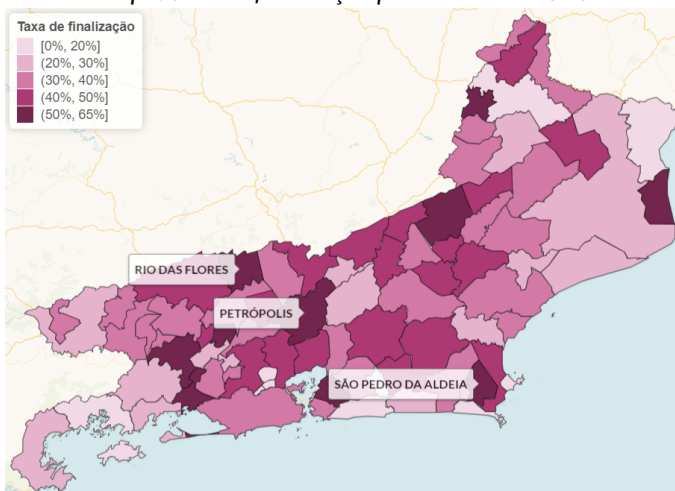 Taxa de finalização
[0%, 20%]
(20%, 30%]
(30%, 40%]
(40%, 50%]
(50%, 65%]
RIO DAS FLORES
PETRÓPOLIS
SÃO PEDRO DA ALDEIA